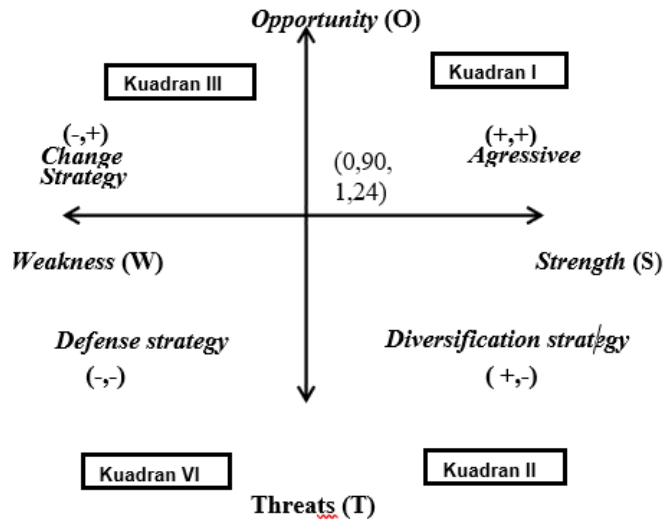 Opportunity (O)
Kuadran III
Kuadran I
(-,+)
Change
Strategy
(0,90,
1,24)
(+,+)
Agressivee
Weakness (W)
Strength (S)
Defense strategy
(-,-)
Diversification strategy
( +,-)
Kuadran VI
Kuadran II
Threats (T)